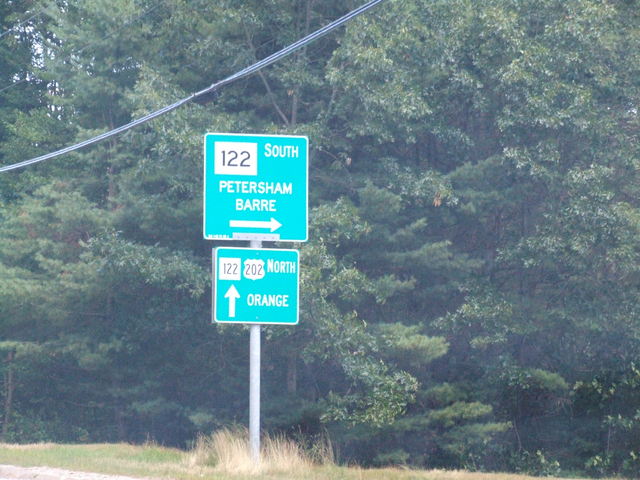 122 SOUTH
PETERSHAM
BARRE
122 202 NORTH
ORANGE